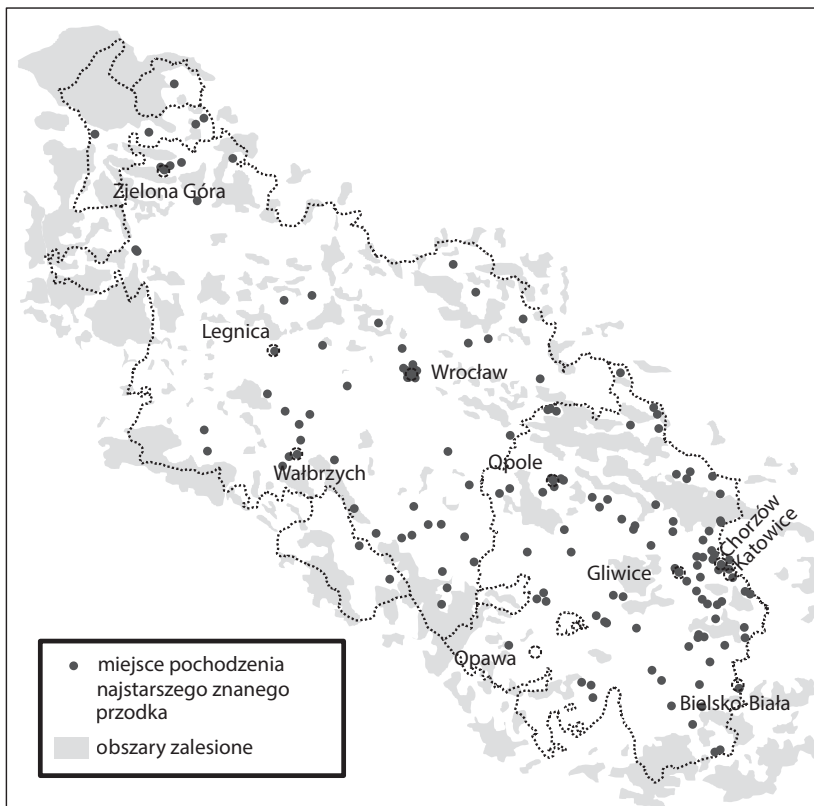 Zielona Góra
Legnica
Wrocław
Wałbrzych
Opole
Chorzów
Katowice
Gliwice
Opawa
Bielsko-Biała
miejsce pochodzenia
najstarszego znanego
przodka
obszary zalesione